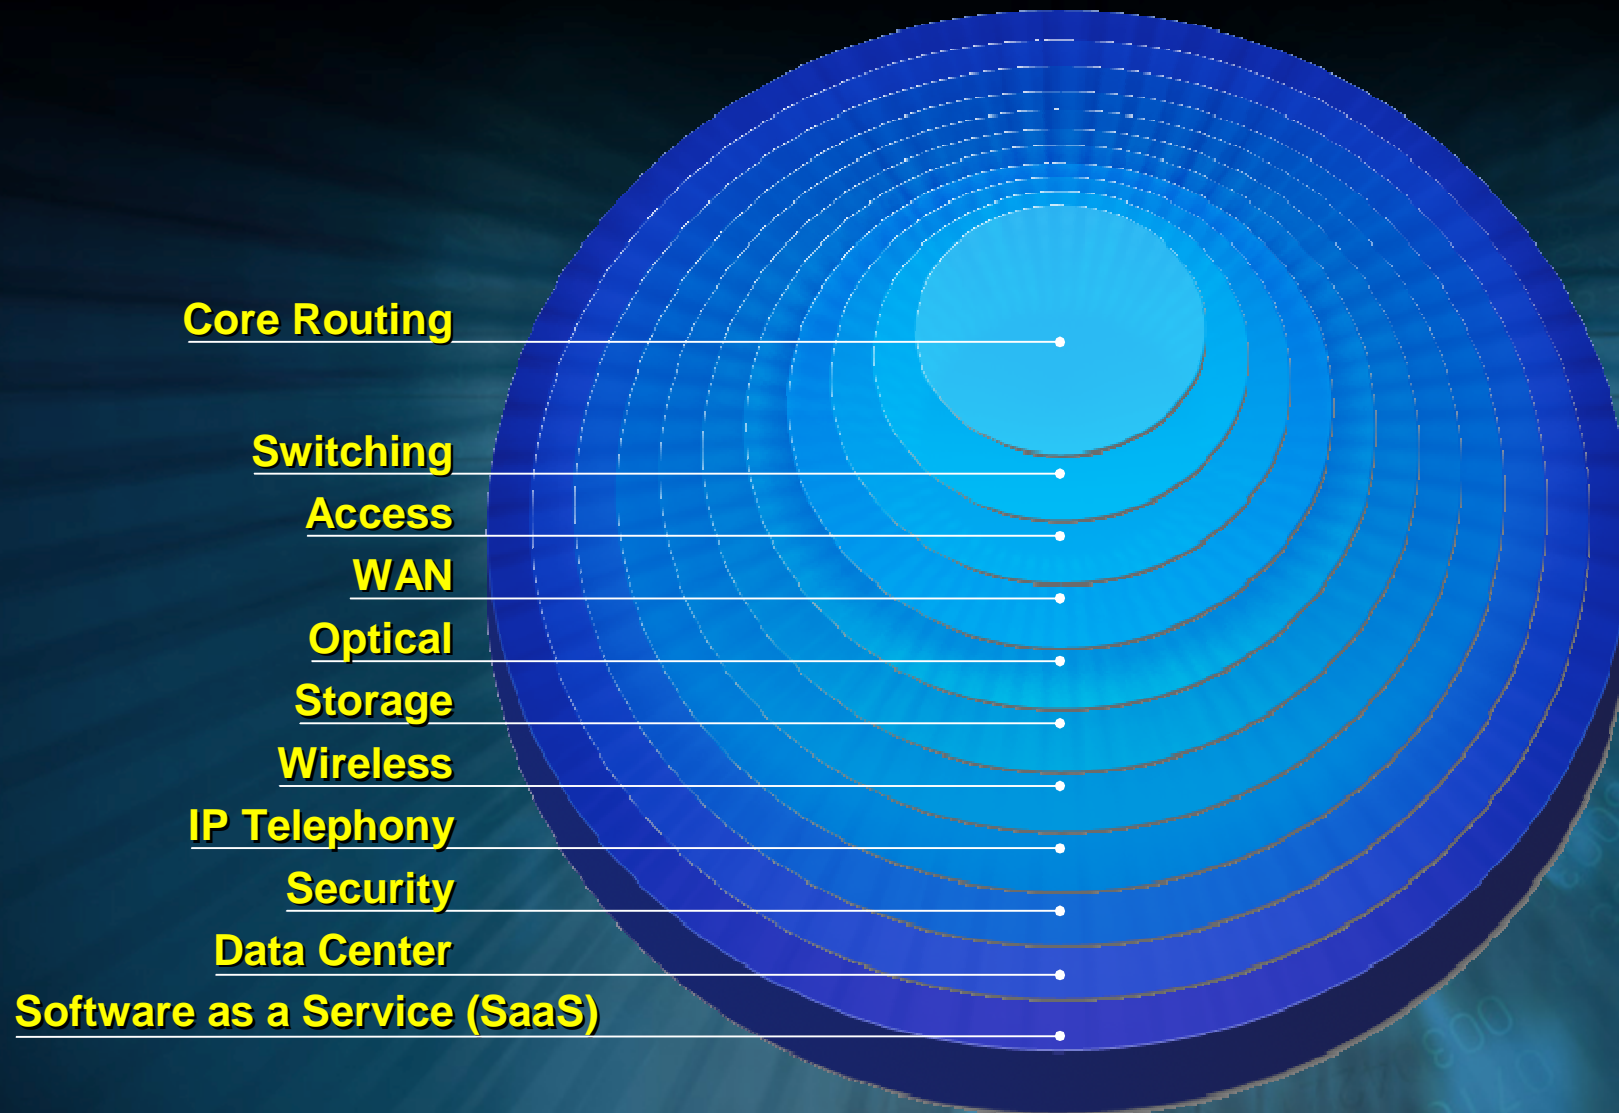 Core Routing
Switching
Access
WAN
Optical
Storage
Wireless
IP Telephony
Security
Data Center
Software as a Service (SaaS)